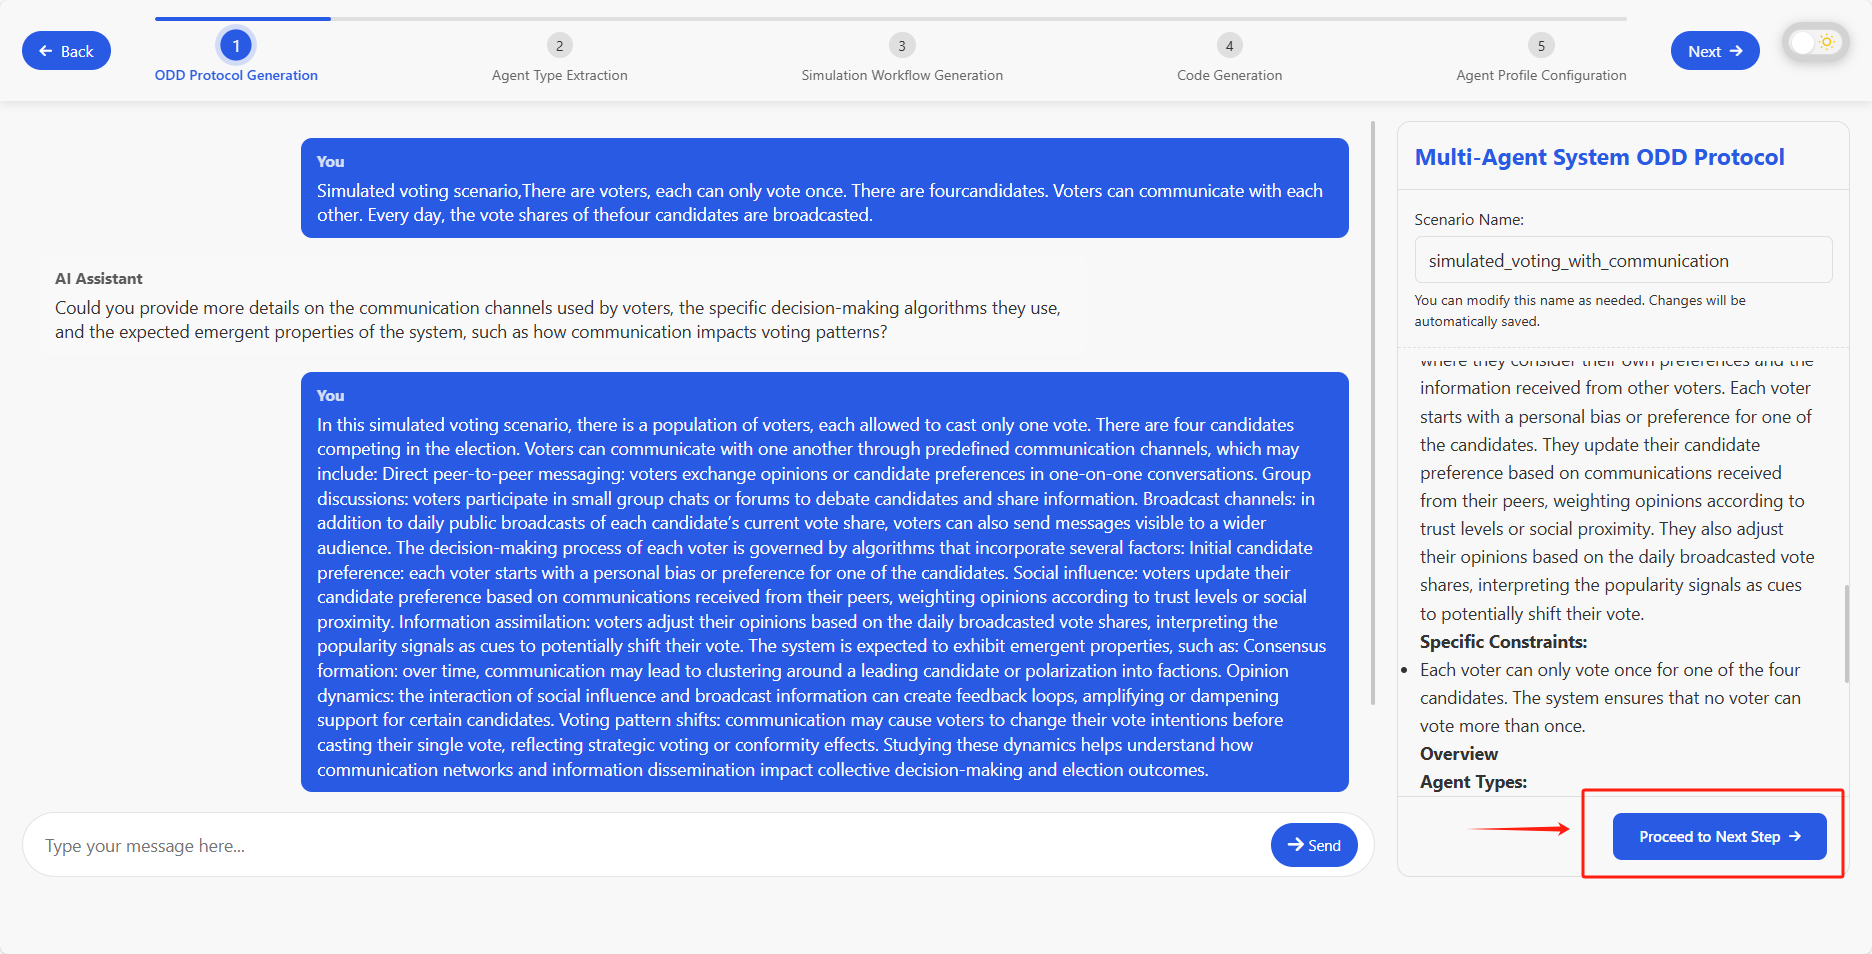 Back
1
ODD Protocol Generation
2
Agent Type Extraction
3
Simulation Workflow Generation
4
Code Generation
5
Agent Profile Configuration
Next
You
Simulated voting scenario,There are voters, each can only vote once. There are fourcandidates. Voters can communicate with each
other. Every day, the vote shares of thefour candidates are broadcasted.
AI Assistant
Could you provide more details on the communication channels used by voters, the specific decision-making algorithms they use,
and the expected emergent properties of the system, such as how communication impacts voting patterns?
You
In this simulated voting scenario, there is a population of voters, each allowed to cast only one vote. There are four candidates
competing in the election. Voters can communicate with one another through predefined communication channels, which may
include: Direct peer-to-peer messaging: voters exchange opinions or candidate preferences in one-on-one conversations. Group
discussions: voters participate in small group chats or forums to debate candidates and share information. Broadcast channels: in
addition to daily public broadcasts of each candidate’s current vote share, voters can also send messages visible to a wider
audience. The decision-making process of each voter is governed by algorithms that incorporate several factors: Initial candidate
preference: each voter starts with a personal bias or preference for one of the candidates. Social influence: voters update their
candidate preference based on communications received from their peers, weighting opinions according to trust levels or social
proximity. Information assimilation: voters adjust their opinions based on the daily broadcasted vote shares, interpreting the
popularity signals as cues to potentially shift their vote. The system is expected to exhibit emergent properties, such as: Consensus
formation: over time, communication may lead to clustering around a leading candidate or polarization into factions. Opinion
dynamics: the interaction of social influence and broadcast information can create feedback loops, amplifying or dampening
support for certain candidates. Voting pattern shifts: communication may cause voters to change their vote intentions before
casting their single vote, reflecting strategic voting or conformity effects. Studying these dynamics helps understand how
communication networks and information dissemination impact collective decision-making and election outcomes.
Type your message here...
Send
Multi-Agent System ODD Protocol
Scenario Name:
simulated_voting_with_communication
You can modify this name as needed. Changes will be
automatically saved.
where they consider their own preferences and the
information received from other voters. Each voter
starts with a personal bias or preference for one of
the candidates. They update their candidate
preference based on communications received
from their peers, weighting opinions according to
trust levels or social proximity. They also adjust
their opinions based on the daily broadcasted vote
shares, interpreting the popularity signals as cues
to potentially shift their vote.
Specific Constraints:
Each voter can only vote once for one of the four
candidates. The system ensures that no voter can
vote more than once.
Overview
Agent Types:
Proceed to Next Step